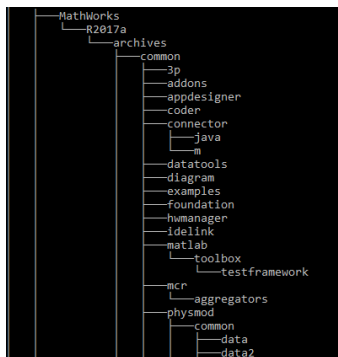 MathWorks
R2017a
archives
common
3p
addons
appdesigner
coder
connector
java
m
datatools
diagram
examples
foundation
hwmanager
idelink
matlab
toolbox
testframework
mcr
aggregators
physmod
common
data
data2